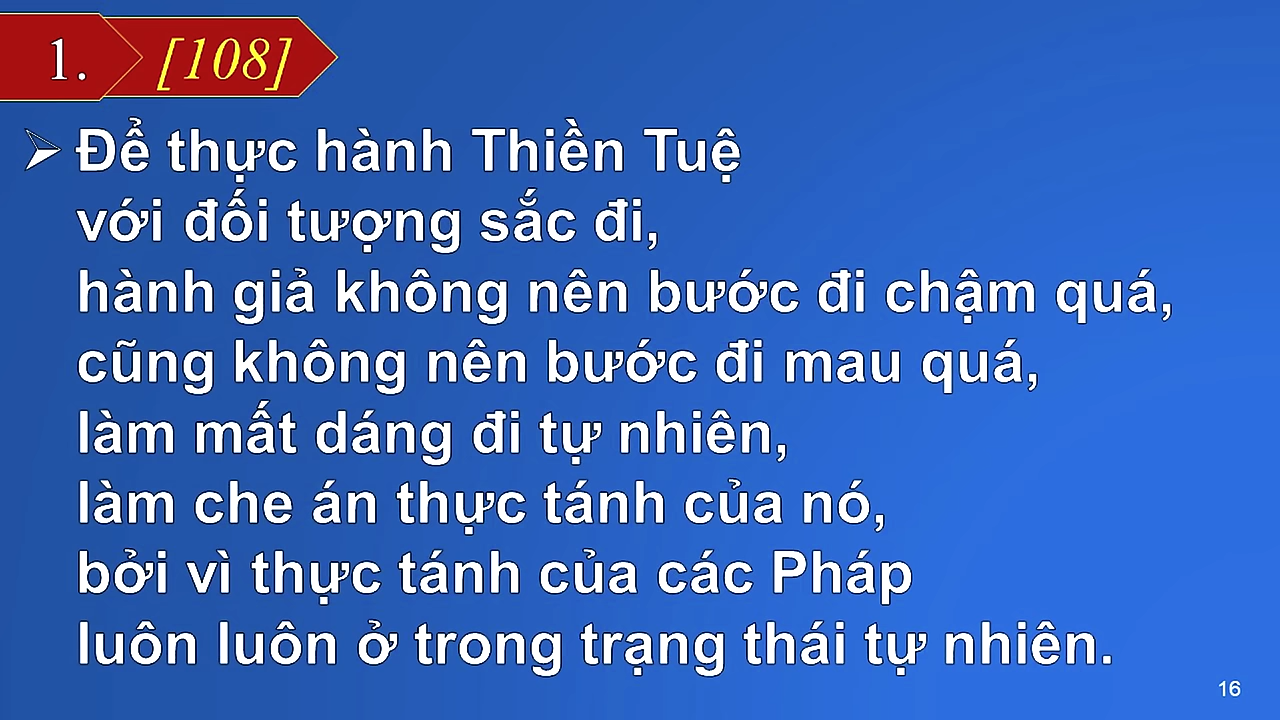 1. [108]
➢ Để thực hành Thiền Tuệ
với đối tượng sắc đi,
hành giả không nên bước đi chậm quá,
cũng không nên bước đi mau quá,
làm mất dáng đi tự nhiên,
làm che án thực tánh của nó,
bởi vì thực tánh của các Pháp
luôn luôn ở trong trạng thái tự nhiên.
16